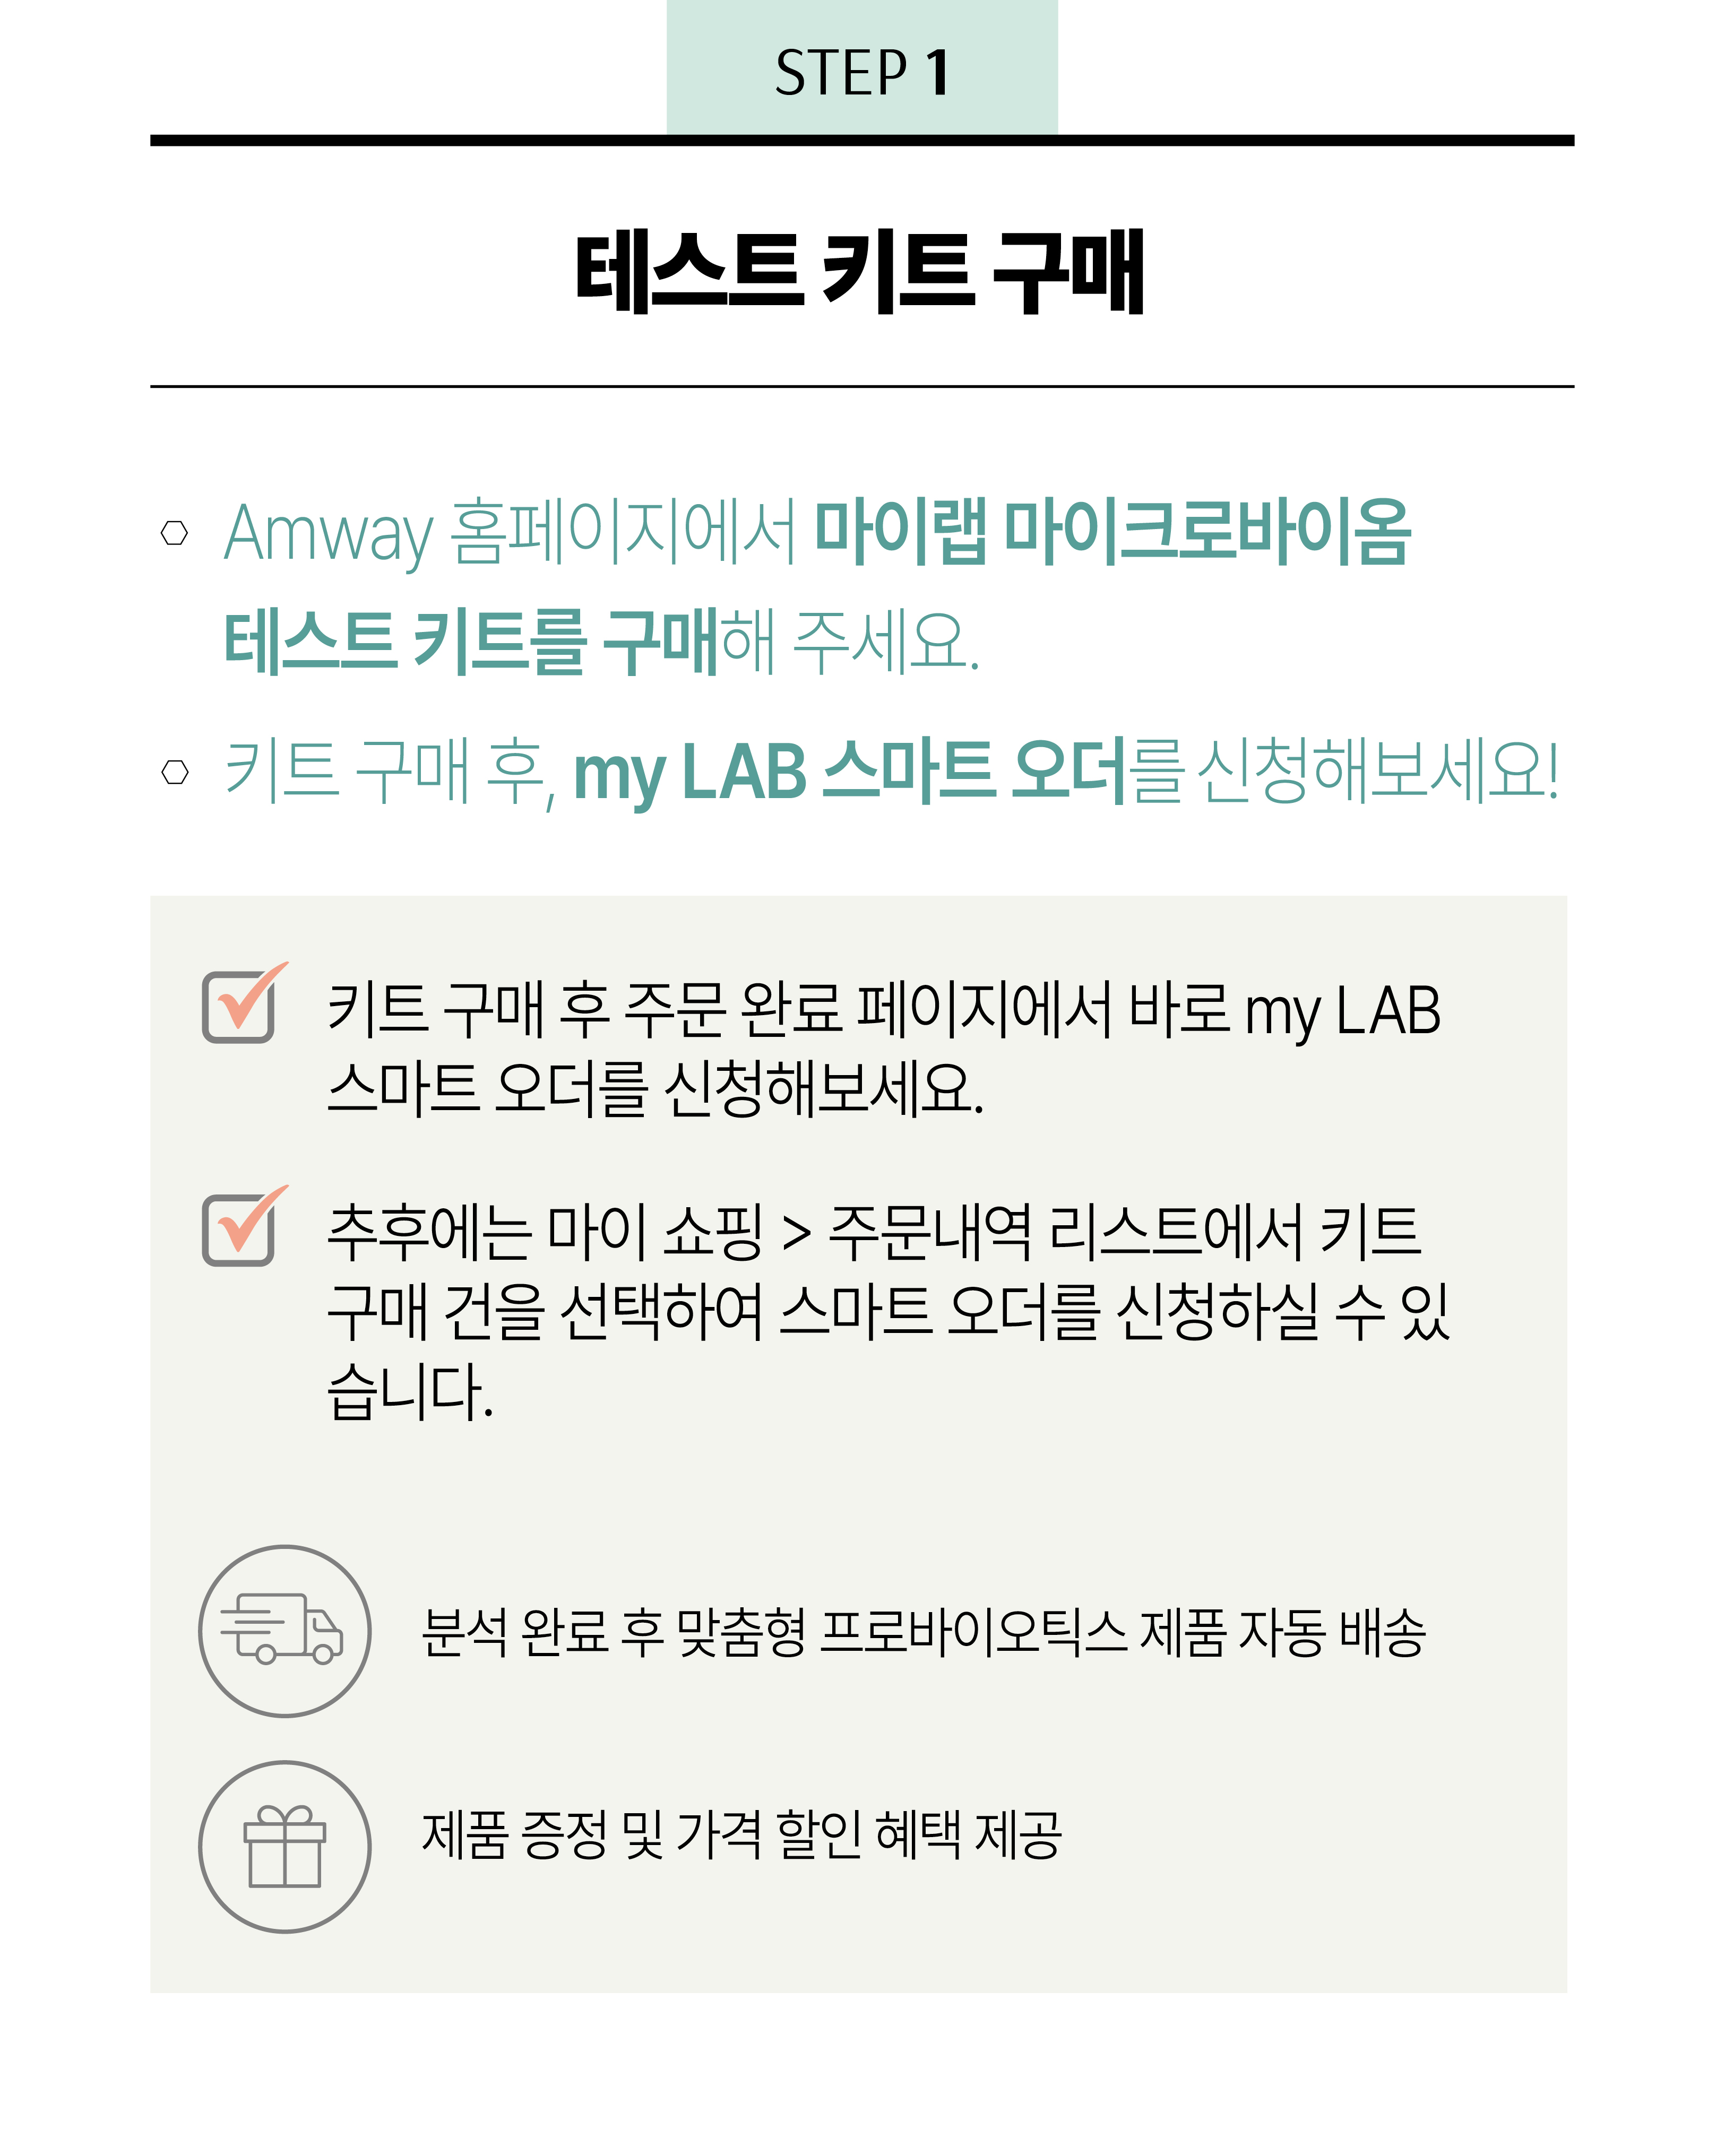 STEP 1
테스트 키트 구매
Amway 홈페이지에서 마이랩 마이크로바이옴
테스트 키트를 구매해 주세요.
키트 구매 후, my LAB 스마트 오더를 신청해보세요!
키트 구매 후 주문 완료 페이지에서 바로 my LAB
스마트 오더를 신청해보세요.
추후에는 마이 쇼핑 > 주문내역 리스트에서 키트
구매 건을 선택하여 스마트 오더를 신청하실 수 있
습니다.
분석 완료 후 맞춤형 프로바이오틱스 제품 자동 배송
제품 증정 및 가격 할인 혜택 제공